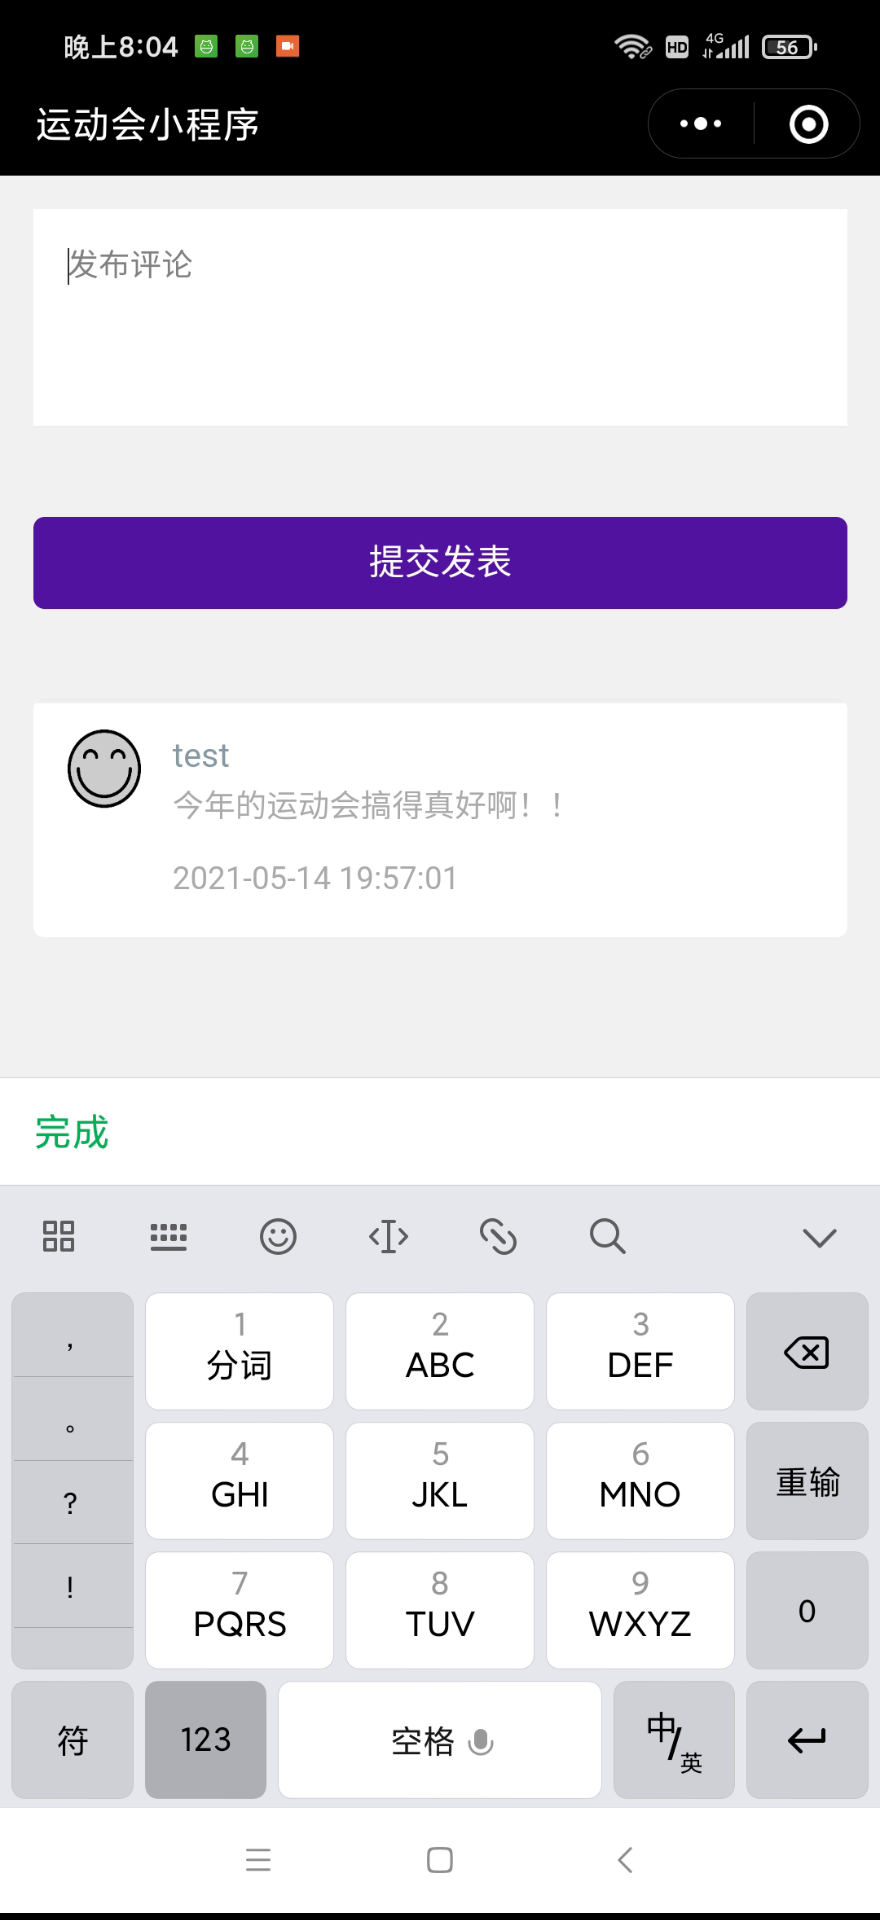 晚上8:04
HD 4G 56
运动会小程序
发布评论
提交发表
test
今年的运动会搞得真好啊！！
2021-05-14 19:57:01
完成
，
。
?
!
1
分词
2
ABC
3
DEF
4
GHI
5
JKL
6
MNO
重输
7
PQRS
8
TUV
9
WXYZ
0
符
123
空格
中/英